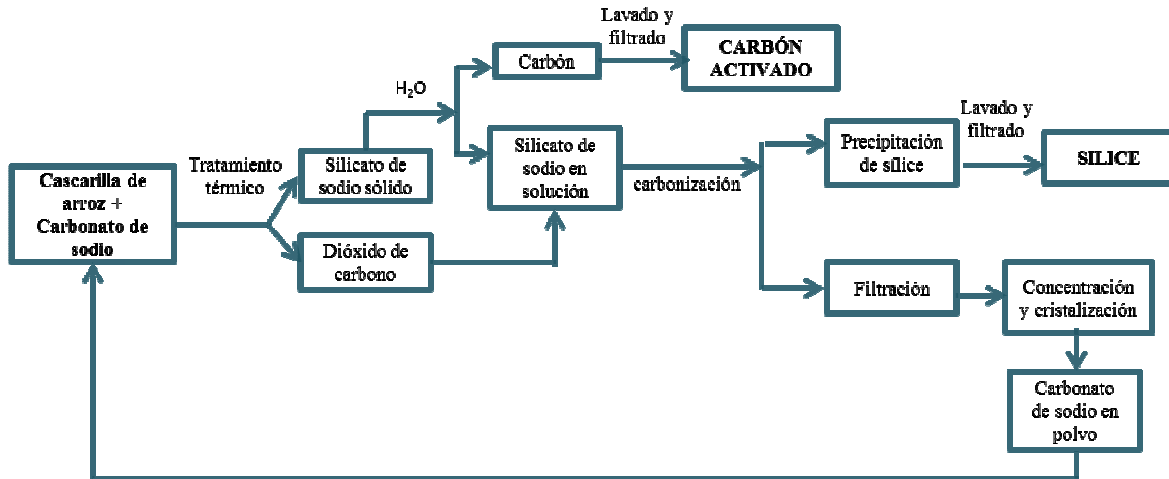 Lavado y
filtrado
Carbón
CARBÓN
ACTIVADO
H₂O
Tratamiento
térmico
Silicato de
sodio sólido
Silicato de
sodio en
solución
carbonización
Precipitación
de sílice
Lavado y
filtrado
SILICE
Cascarilla de
arroz +
Carbonato de
sodio
Dióxido de
carbono
Filtración
Concentración
y cristalización
Carbonato
de sodio en
polvo